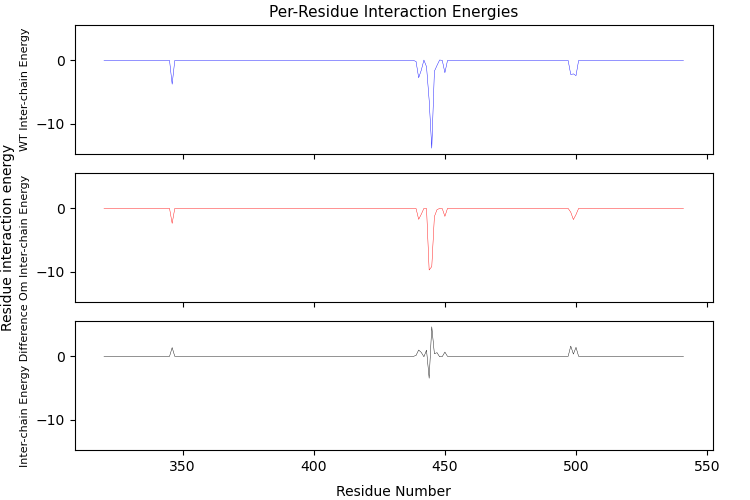 Per-Residue Interaction Energies
WT Inter-chain Energy
0
−10
Om Inter-chain Energy
0
−10
Inter-chain Energy Difference
0
−10
Residue interaction energy
350
400
450
500
550
Residue Number